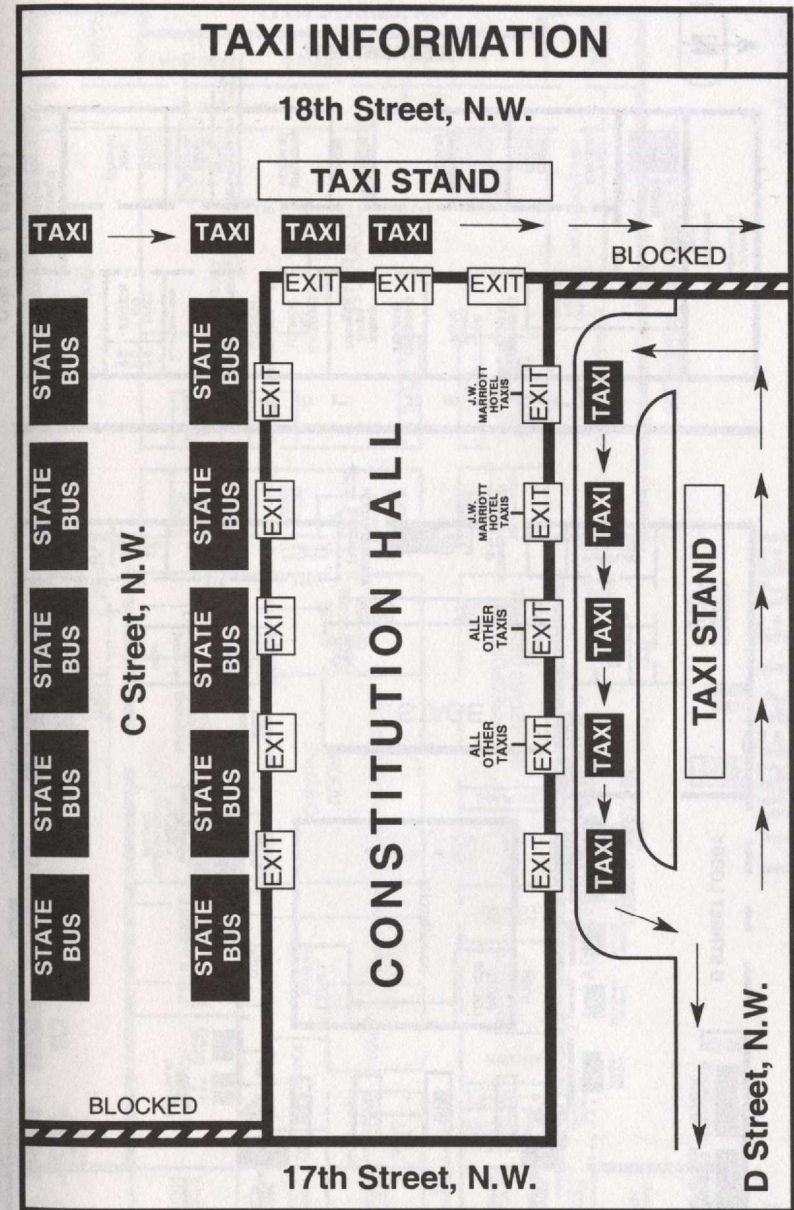 TAXI INFORMATION
18th Street, N.W.
TAXI STAND
TAXI
TAXI
TAXI
TAXI
BLOCKED
EXIT
EXIT
EXIT
STATE
BUS
STATE
BUS
STATE
BUS
STATE
BUS
STATE
BUS
C Street, N.W.
STATE
BUS
STATE
BUS
STATE
BUS
STATE
BUS
STATE
BUS
EXIT
EXIT
EXIT
EXIT
EXIT
CONSTITUTION HALL
J.W.
MARRIOTT
HOTEL
TAXIS
J.W.
MARRIOTT
HOTEL
TAXIS
ALL
OTHER
TAXIS
ALL
OTHER
TAXIS
EXIT
EXIT
EXIT
EXIT
EXIT
TAXI
TAXI
TAXI
TAXI
TAXI
TAXI STAND
D Street, N.W.
BLOCKED
17th Street, N.W.